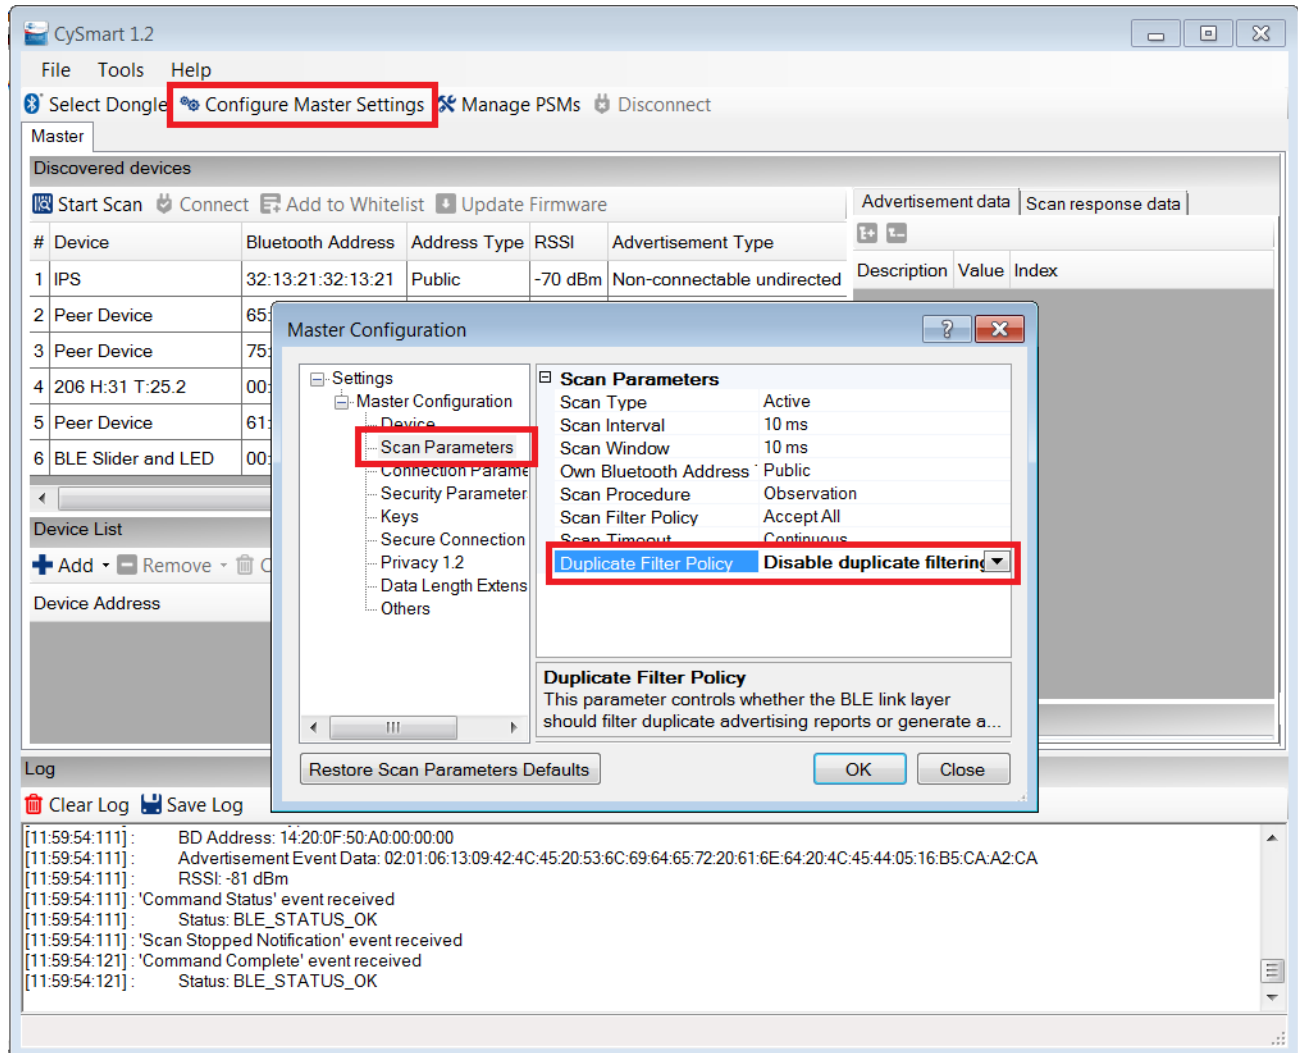 CySmart 1.2
File Tools Help
Select Dongle Configure Master Settings Manage PSMs Disconnect
Master
Discovered devices
Start Scan Connect Add to Whitelist Update Firmware
# Device Bluetooth Address Address Type RSSI Advertisement Type
1 IPS 32:13:21:32:13:21 Public -70 dBm Non-connectable undirected
2 Peer Device 65:
3 Peer Device 75:
4 206 H:31 T:25.2 00:
5 Peer Device 61:
6 BLE Slider and LED 00:
Advertisement data Scan response data
Description Value Index
Device List
Add Remove C
Device Address
Master Configuration
Settings
Master Configuration
Device
Scan Parameters
Connection Parame
Security Parameter
Keys
Secure Connection
Privacy 1.2
Data Length Extens
Others
Scan Parameters
Scan Type Active
Scan Interval 10 ms
Scan Window 10 ms
Own Bluetooth Address Public
Scan Procedure Observation
Scan Filter Policy Accept All
Scan Timeout Continuous
Duplicate Filter Policy Disable duplicate filtering
Duplicate Filter Policy
This parameter controls whether the BLE link layer
should filter duplicate advertising reports or generate a...
Restore Scan Parameters Defaults OK Close
Log
Clear Log Save Log
[11:59:54:111] : BD Address: 14:20:0F:50:A0:00:00:00
[11:59:54:111] : Advertisement Event Data: 02:01:06:13:09:42:4C:45:20:53:6C:69:64:65:72:20:61:6E:64:20:4C:45:44:05:16:B5:CA:A2:CA
[11:59:54:111] : RSSI: -81 dBm
[11:59:54:111] : 'Command Status' event received
[11:59:54:111] : Status: BLE_STATUS_OK
[11:59:54:111] : 'Scan Stopped Notification' event received
[11:59:54:121] : 'Command Complete' event received
[11:59:54:121] : Status: BLE_STATUS_OK